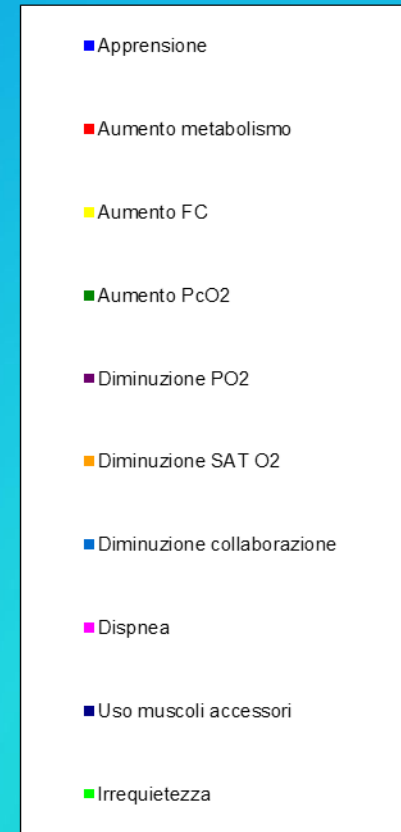 Apprensione
Aumento metabolismo
Aumento FC
Aumento PcO2
Diminuzione PO2
Diminuzione SAT O2
Diminuzione collaborazione
Dispnea
Uso muscoli accessori
Irrequietezza